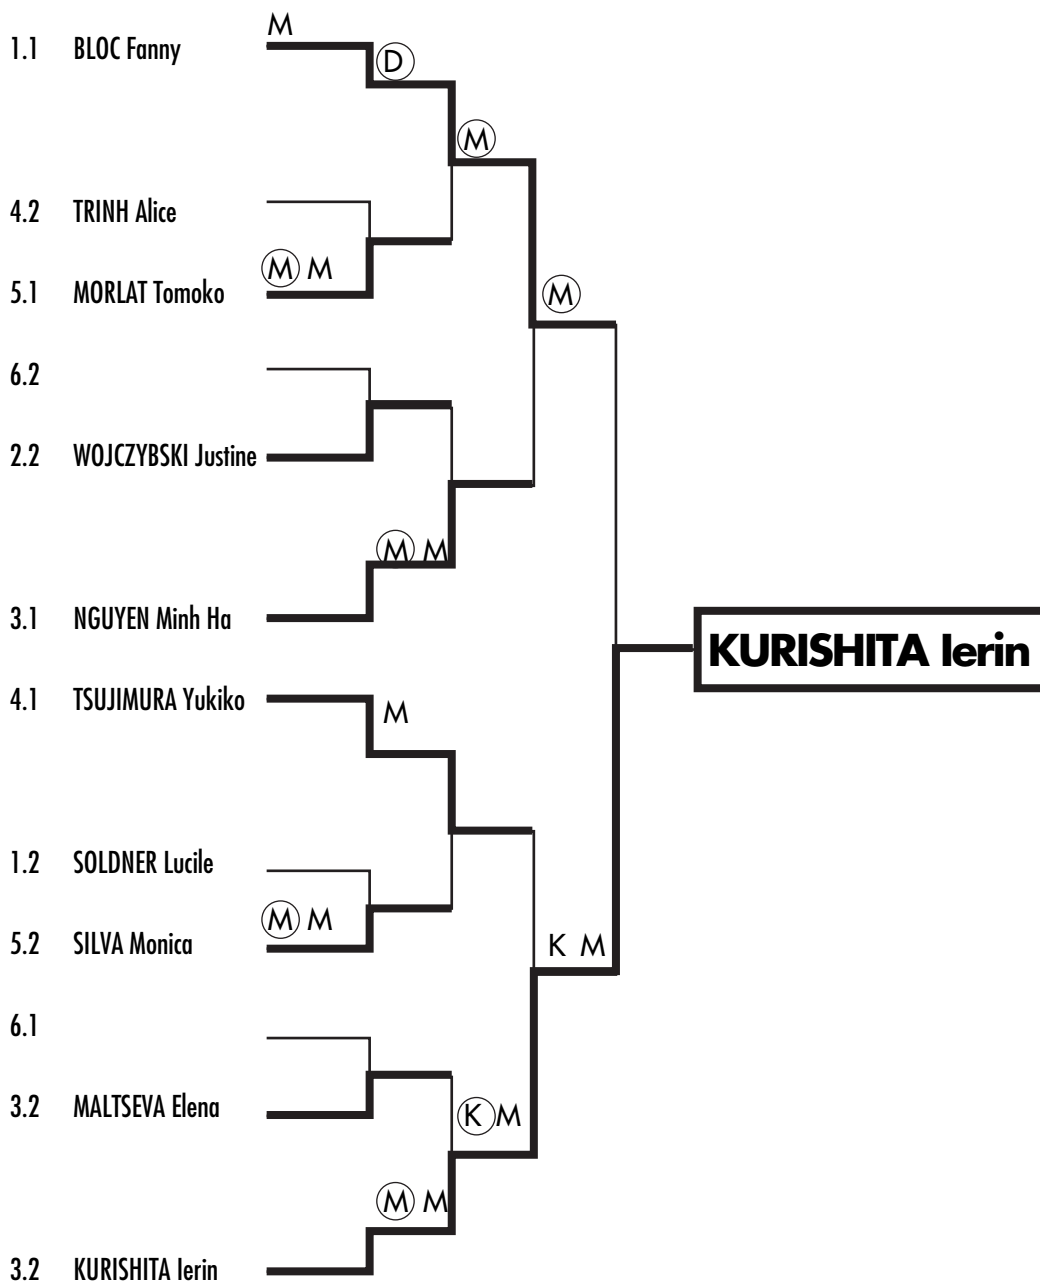 M
1.1 BLOC Fanny
D
M
4.2 TRINH Alice
M M
5.1 MORLAT Tomoko
M
6.2
2.2 WOJCZYBSKI Justine
M M
3.1 NGUYEN Minh Ha
KURISHITA Ierin
4.1 TSUJIMURA Yukiko
M
1.2 SOLDNER Lucile
M M
5.2 SILVA Monica
K M
6.1
3.2 MALTSEVA Elena
K M
M M
3.2 KURISHITA Ierin